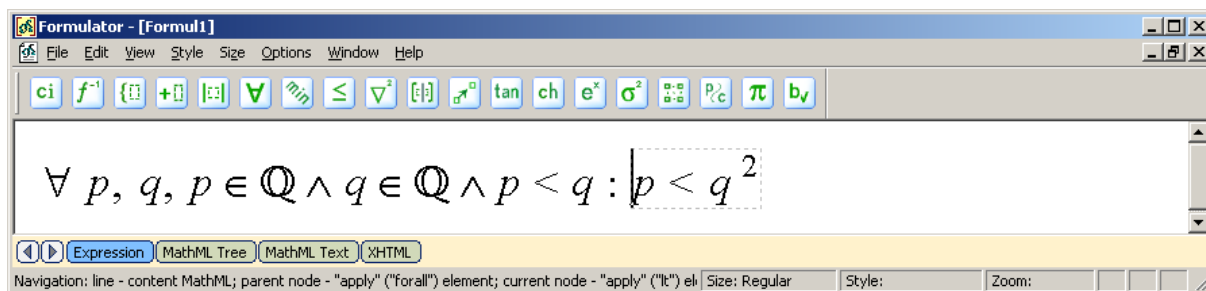 Formulator - [Formul1]
File Edit View Style Size Options Window Help
ci f⁻¹ {[] +[] |[]| ∀ ≤ ∇² [¦] tan ch eˣ σ² P/C π b√
∀ p, q, p ∈ ℚ ∧ q ∈ ℚ ∧ p < q : p < q²
Expression MathML Tree MathML Text XHTML
Navigation: line - content MathML; parent node - "apply" ("forall") element; current node - "apply" ("lt") el Size: Regular Style: Zoom: